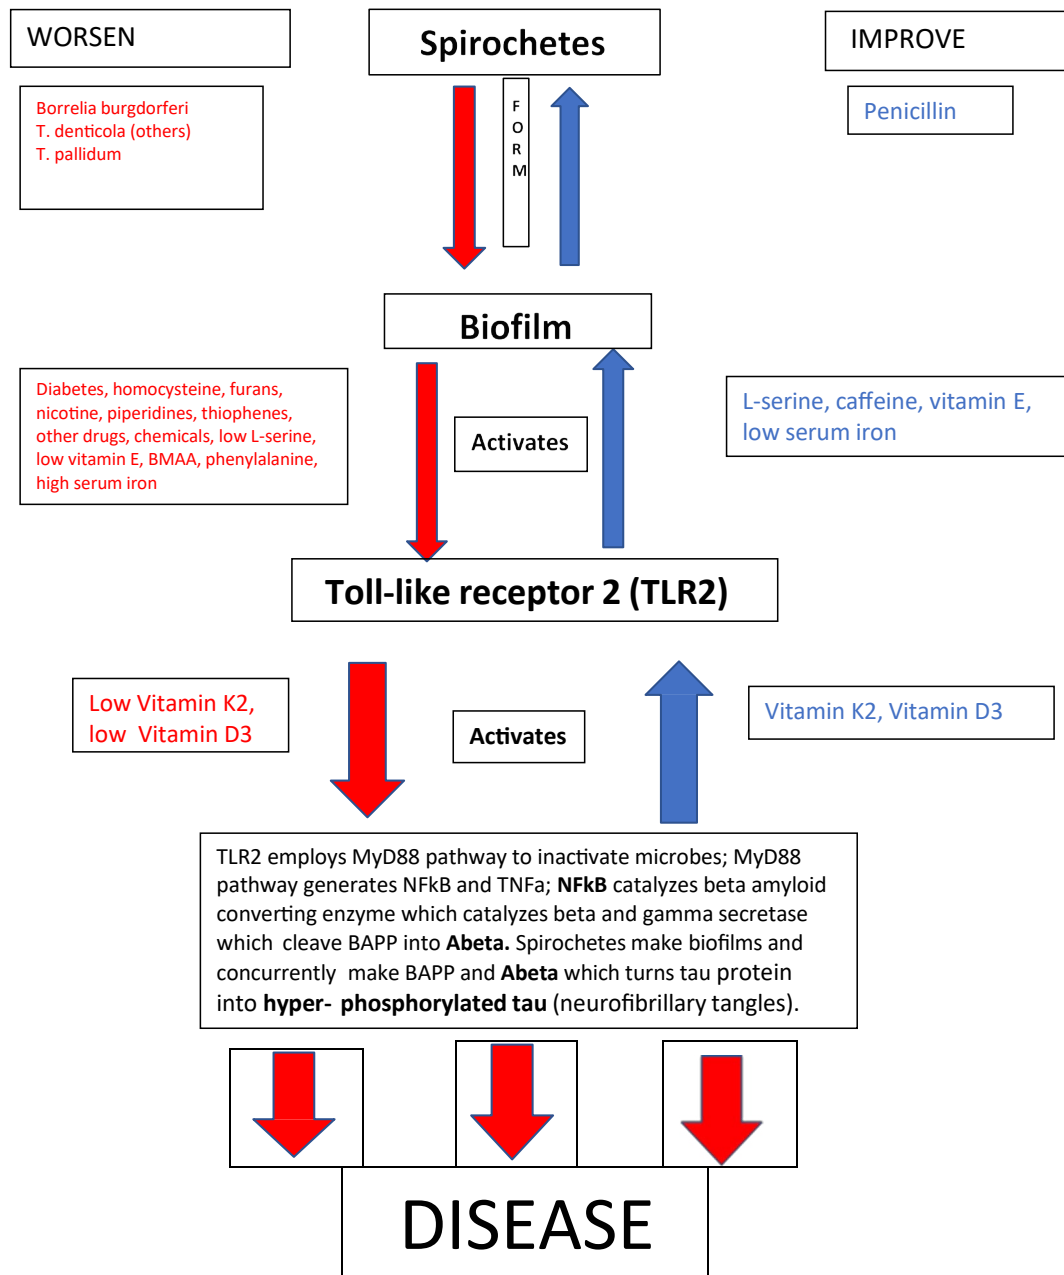 WORSEN
Spirochetes
IMPROVE
Borrelia burgdorferi
T. denticola (others)
T. pallidum
F
O
R
M
Penicillin
Biofilm
Diabetes, homocysteine, furans,
nicotine, piperidines, thiophenes,
other drugs, chemicals, low L-serine,
low vitamin E, BMAA, phenylalanine,
high serum iron
Activates
L-serine, caffeine, vitamin E,
low serum iron
Toll-like receptor 2 (TLR2)
Low Vitamin K2,
low Vitamin D3
Activates
Vitamin K2, Vitamin D3
TLR2 employs MyD88 pathway to inactivate microbes; MyD88
pathway generates NFkB and TNFa; NFkB catalyzes beta amyloid
converting enzyme which catalyzes beta and gamma secretase
which cleave BAPP into Abeta. Spirochetes make biofilms and
concurrently make BAPP and Abeta which turns tau protein
into hyper- phosphorylated tau (neurofibrillary tangles).
DISEASE